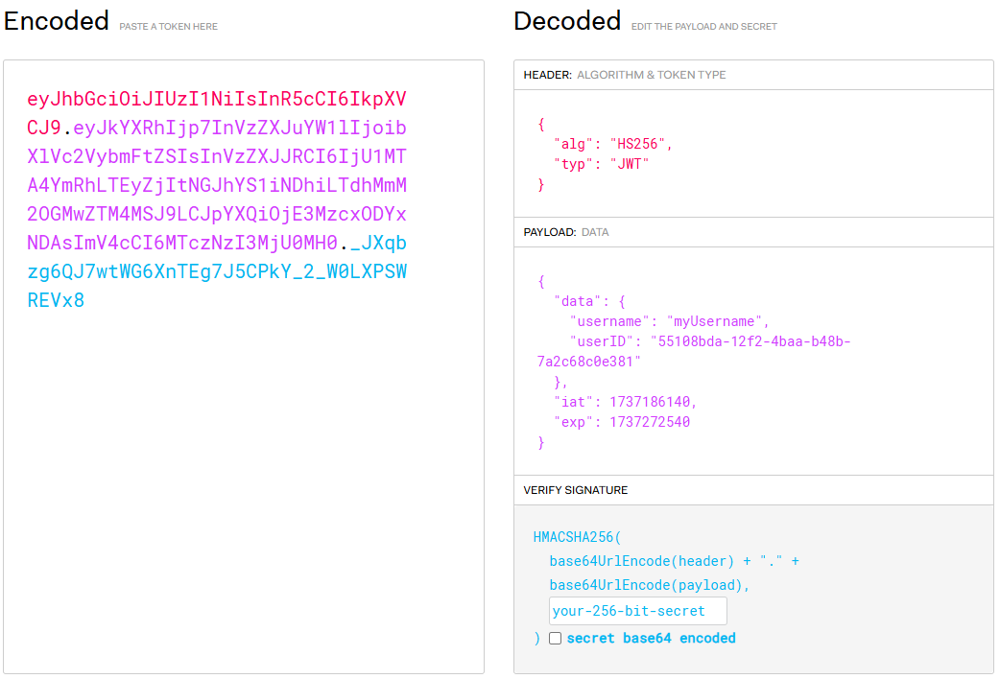 Encoded PASTE A TOKEN HERE
eyJhbGciOiJIUzI1NiIsInR5cCI6IkpXV
CJ9.eyJkYXRhIjp7InVzZXJuYW1lIjoib
XlVc2VybmFtZSIsInVzZXJJRCI6IjU1MT
A4YmRhLTEyZjItNGJhYS1iNDhiLTdhMmM
2OGMwZTM4MSJ9LCJpYXQiOjE3MzcxODYx
NDAsImV4cCI6MTczNzI3MjU0MH0._JXqb
zg6QJ7wtWG6XnTEg7J5CPkY_2_W0LXPSW
REVx8
Decoded EDIT THE PAYLOAD AND SECRET
HEADER: ALGORITHM & TOKEN TYPE
{
"alg": "HS256",
"typ": "JWT"
}
PAYLOAD: DATA
{
"data": {
"username": "myUsername",
"userID": "55108bda-12f2-4baa-b48b-
7a2c68c0e381"
},
"iat": 1737186140,
"exp": 1737272540
}
VERIFY SIGNATURE
HMACSHA256(
base64UrlEncode(header) + "." +
base64UrlEncode(payload),
your-256-bit-secret
) secret base64 encoded